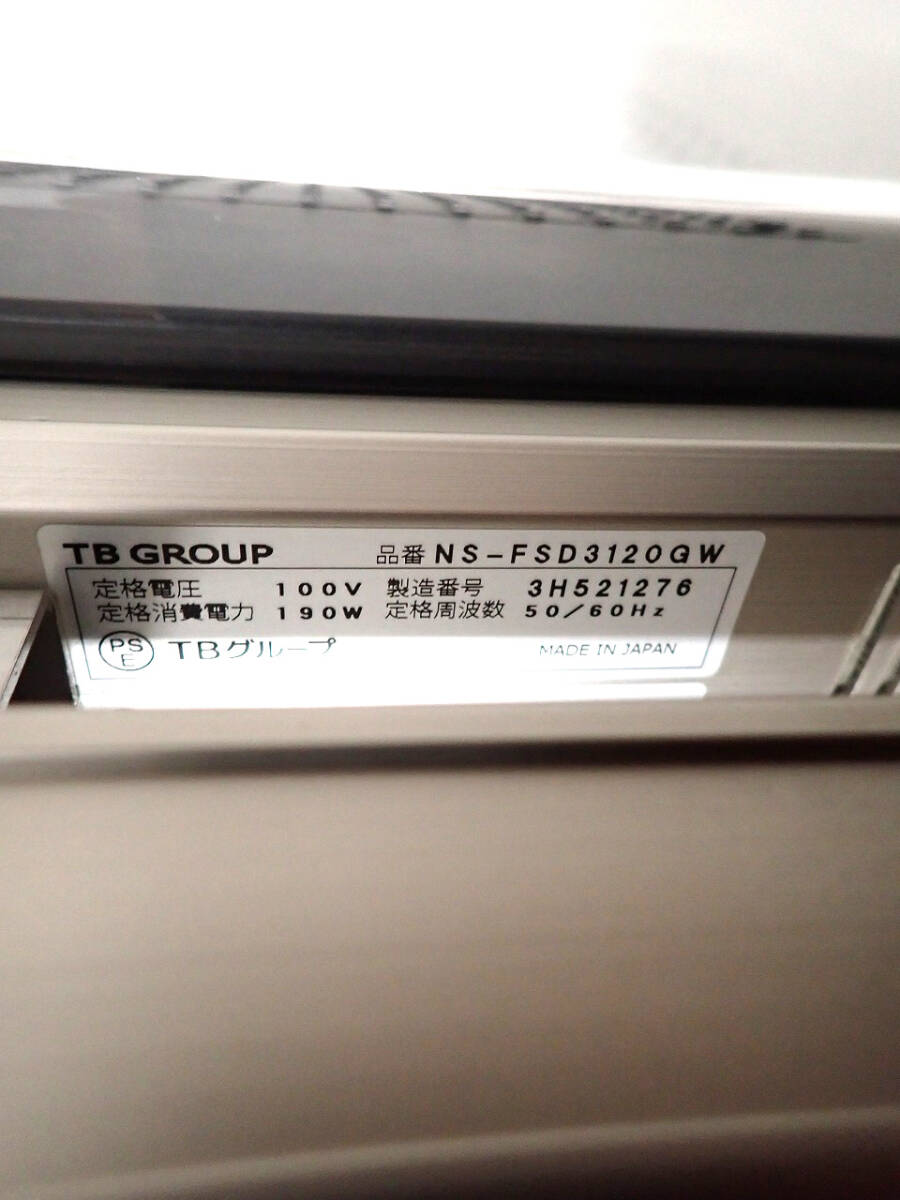 TB GROUP 品番 NS-FSD3120GW
定格電圧 100V 製造番号 3H521276
定格消費電力 190W 定格周波数 50/60Hz
PS E TBグループ MADE IN JAPAN